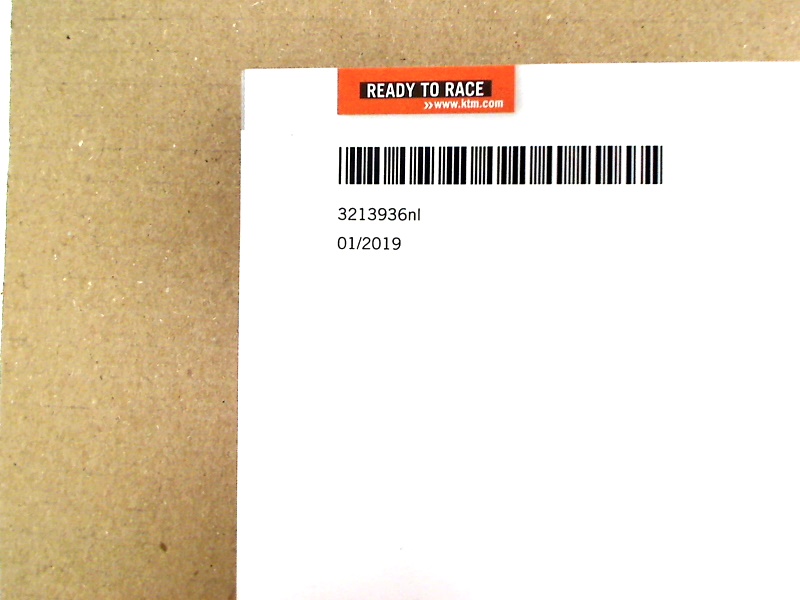 READY TO RACE
»www.ktm.com
3213936nl
01/2019